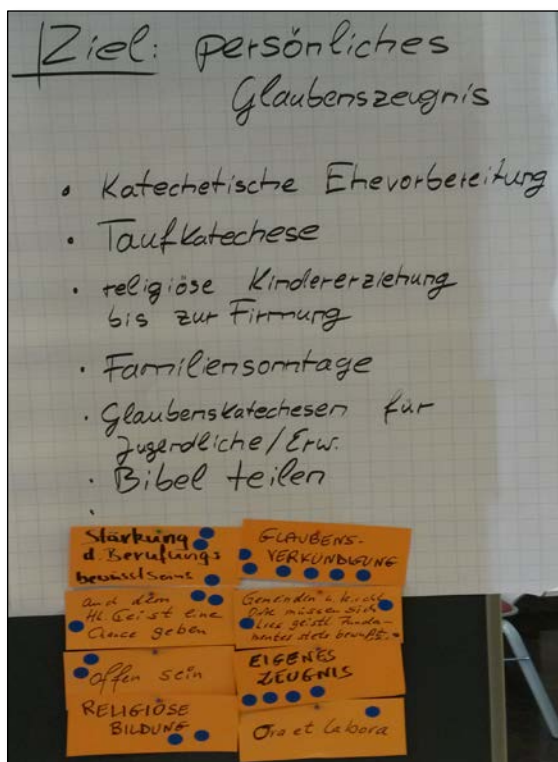 Ziel: persönliches
Glaubenszeugnis
• Katechetische Ehevorbereitung
• Taufkatechese
• religiöse Kindererziehung
bis zur Firmung
• Familiensonntage
• Glaubenskatechesen für
Jugendliche/Erw.
• Bibel teilen
•
Stärkung
d. Berufungs
bewusstseins
GLAUBENS-
VERKÜNDIGUNG
auch dem
Hl. Geist eine
Chance geben
Gemeinden u. kirchl.
Orte müssen sich
geistl.
stets bewußt
offen sein
EIGENES
ZEUGNIS
RELIGIÖSE
BILDUNG
Ora et Labora